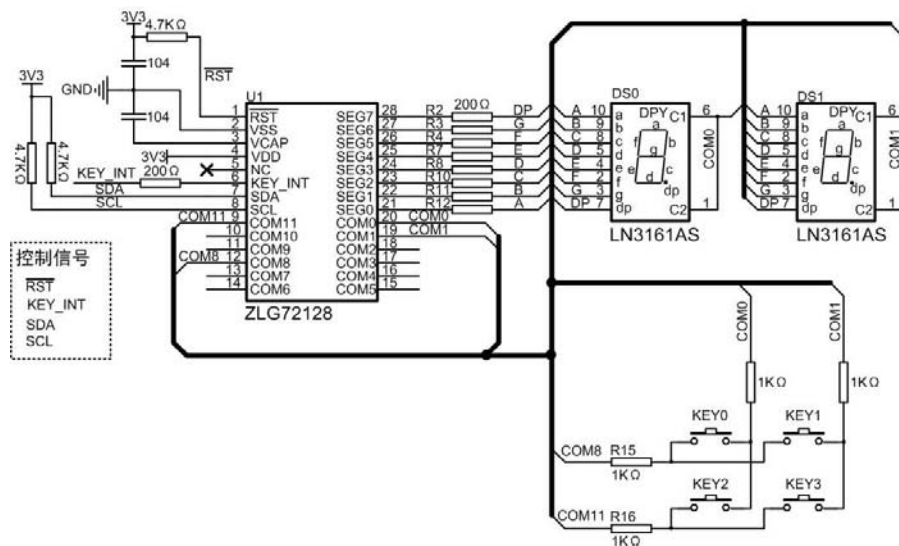 3V3
4.7KΩ
104
RST
GND
104
3V3
4.7KΩ
4.7KΩ
3V3
KEY_INT
200Ω
SDA
SCL
COM11
COM8
U1
1 RST SEG7 28 R2 200Ω DP
2 VSS SEG6 27 R3 G
3 VCAP SEG5 26 R4 F
4 VDD SEG4 25 R7 E
5 NC SEG3 24 R8 D
6 KEY_INT SEG2 23 R10 C
7 SDA SEG1 22 R11 B
8 SCL SEG0 21 R12 A
9 COM11 COM0 20 COM0
10 COM10 COM1 19 COM1
11 COM9 COM2 18
12 COM8 COM3 17
13 COM7 COM4 16
14 COM6 COM5 15
ZLG72128
控制信号
RST
KEY_INT
SDA
SCL
DS0
A 10 a DPY C1 6
B 9 b
C 8 c
D 5 d
E 4 e
F 2 f
G 3 g
DP 7 dp C2 1
a
f b
g
e c
d dp
COM0
LN3161AS
DS1
A 10 a DPY C1 6
B 9 b
C 8 c
D 5 d
E 4 e
F 2 f
G 3 g
DP 7 dp C2 1
a
f b
g
e c
d dp
COM1
LN3161AS
COM0
COM1
1KΩ
1KΩ
KEY0
KEY1
COM8 R15
1KΩ
KEY2
KEY3
COM11 R16
1KΩ